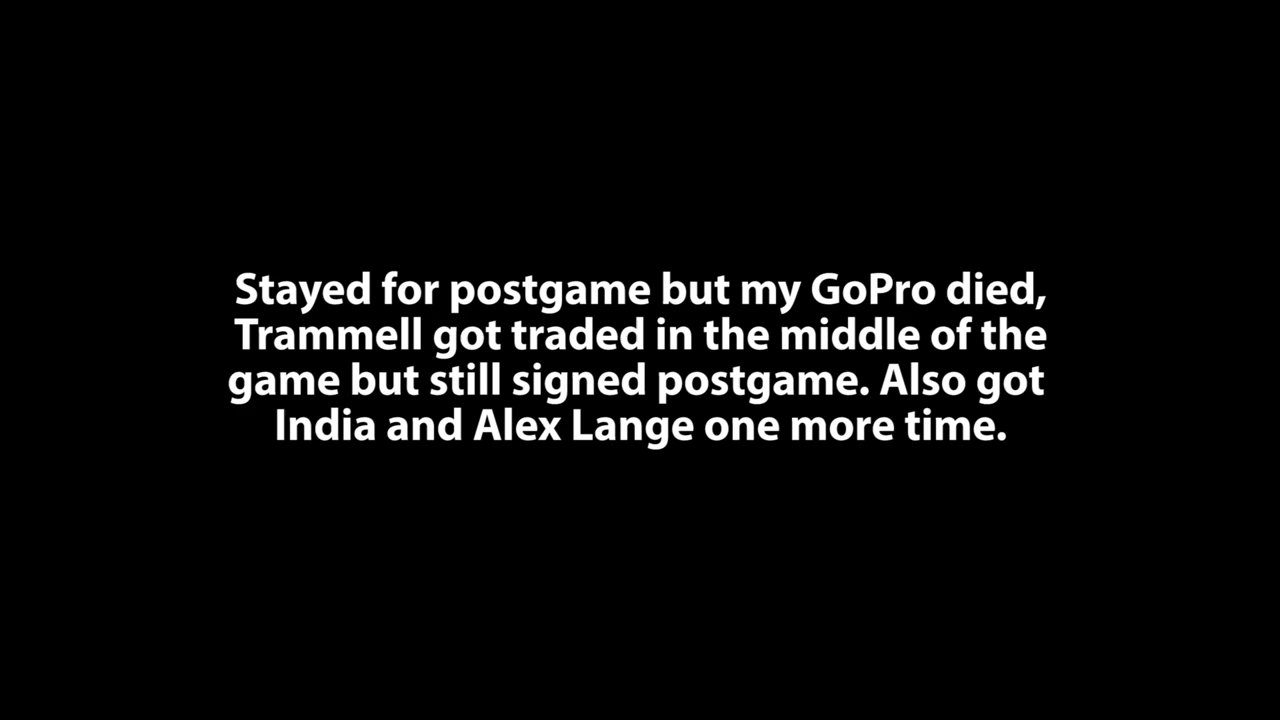 Stayed for postgame but my GoPro died,
Trammell got traded in the middle of the
game but still signed postgame. Also got
India and Alex Lange one more time.